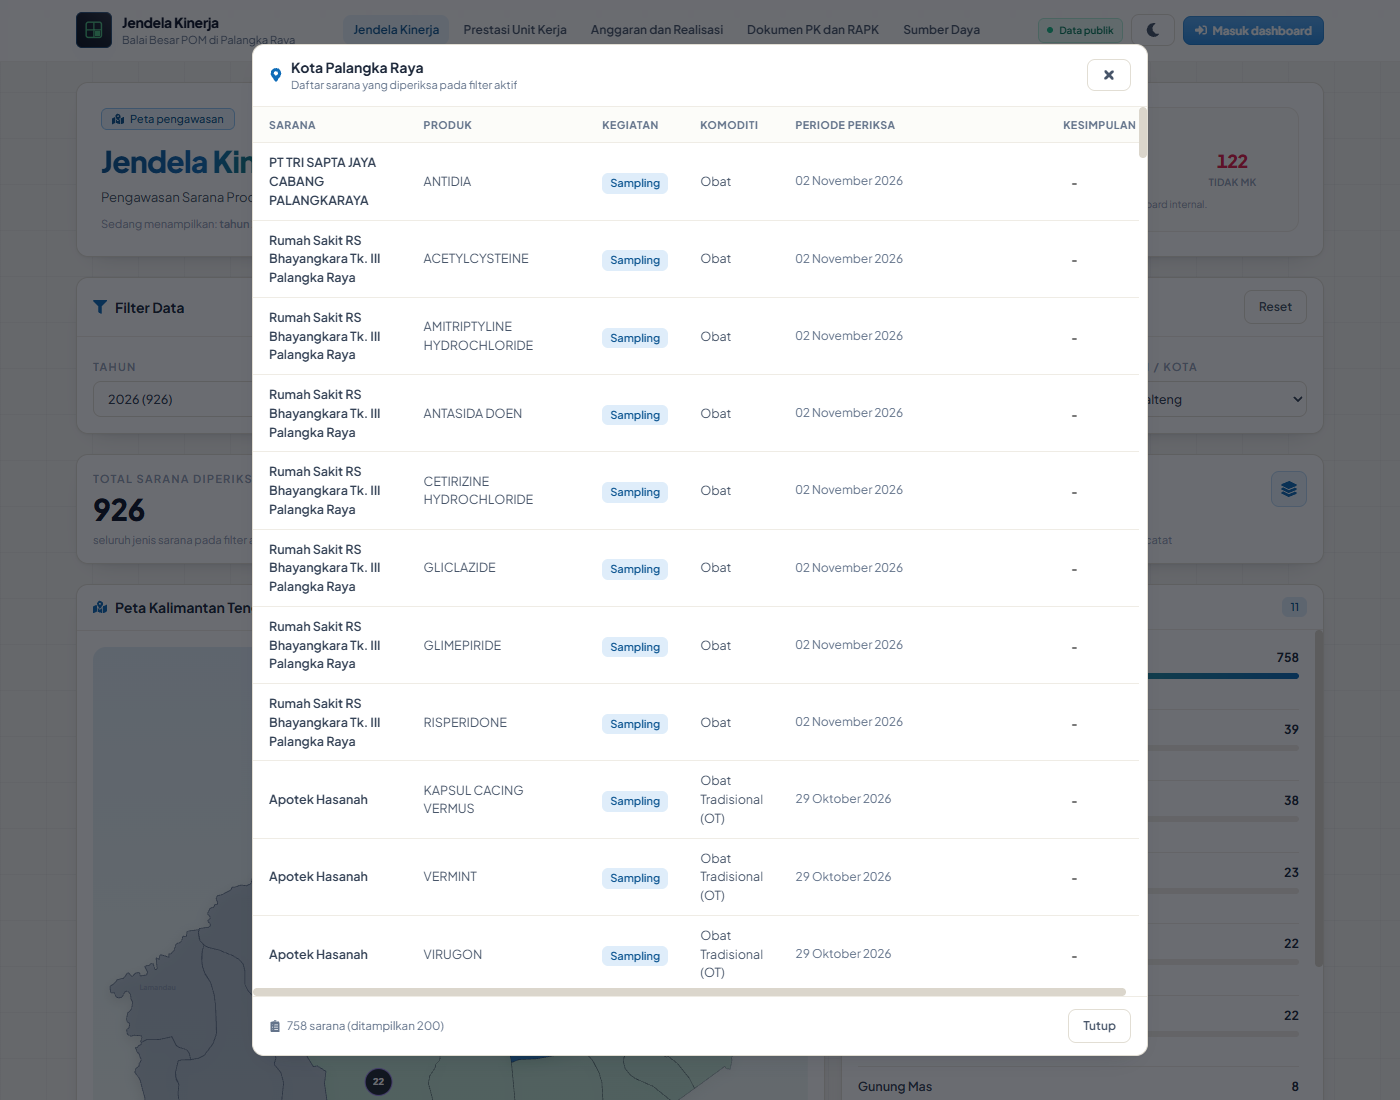 Jendela Kinerja
Balai Besar POM di Palangka Raya
Jendela Kinerja
Prestasi Unit Kerja
Anggaran dan Realisasi
Dokumen PK dan RAPK
Sumber Daya
Data publik
Masuk dashboard
Kota Palangka Raya
Daftar sarana yang diperiksa pada filter aktif
SARANA PRODUK KEGIATAN KOMODITI PERIODE PERIKSA KESIMPULAN
PT TRI SAPTA JAYA
CABANG
PALANGKARAYA
ANTIDIA
Sampling
Obat
02 November 2026
-
Rumah Sakit RS
Bhayangkara Tk. III
Palangka Raya
ACETYLCYSTEINE
Sampling
Obat
02 November 2026
-
Rumah Sakit RS
Bhayangkara Tk. III
Palangka Raya
AMITRIPTYLINE
HYDROCHLORIDE
Sampling
Obat
02 November 2026
-
Rumah Sakit RS
Bhayangkara Tk. III
Palangka Raya
ANTASIDA DOEN
Sampling
Obat
02 November 2026
-
Rumah Sakit RS
Bhayangkara Tk. III
Palangka Raya
CETIRIZINE
HYDROCHLORIDE
Sampling
Obat
02 November 2026
-
Rumah Sakit RS
Bhayangkara Tk. III
Palangka Raya
GLICLAZIDE
Sampling
Obat
02 November 2026
-
Rumah Sakit RS
Bhayangkara Tk. III
Palangka Raya
GLIMEPIRIDE
Sampling
Obat
02 November 2026
-
Rumah Sakit RS
Bhayangkara Tk. III
Palangka Raya
RISPERIDONE
Sampling
Obat
02 November 2026
-
Apotek Hasanah
KAPSUL CACING
VERMUS
Sampling
Obat
Tradisional
(OT)
29 Oktober 2026
-
Apotek Hasanah
VERMINT
Sampling
Obat
Tradisional
(OT)
29 Oktober 2026
-
Apotek Hasanah
VIRUGON
Sampling
Obat
Tradisional
(OT)
29 Oktober 2026
-
758 sarana (ditampilkan 200)
Tutup
Peta pengawasan
Jendela Kin
Pengawasan Sarana Prod
Sedang menampilkan: tahun
122
TIDAK MK
oard internal.
Filter Data
Reset
TAHUN
2026 (926)
/ KOTA
alteng
TOTAL SARANA DIPERIKS
926
seluruh jenis sarana pada filter a
catat
Peta Kalimantan Ten
11
758
39
38
23
22
22
Gunung Mas 8
22